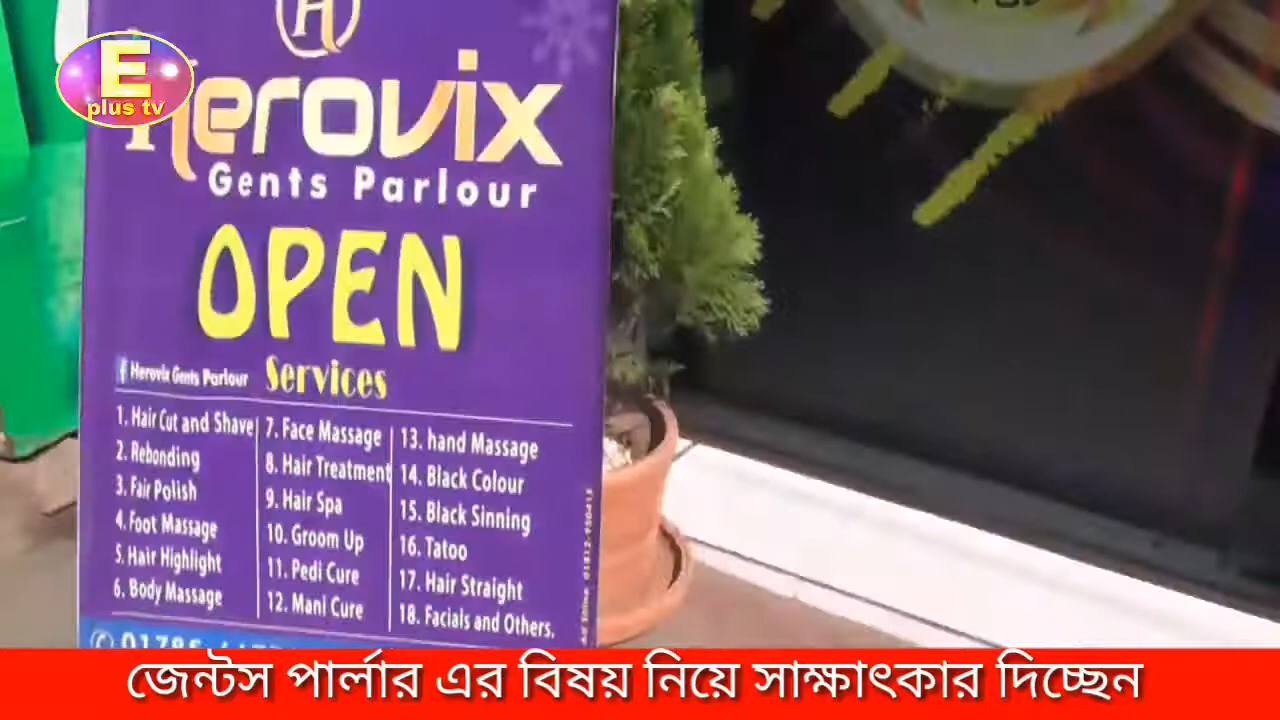 H
E
plus tv
Herovix
Gents Parlour
OPEN
Herovix Gents Parlour
Services
1. Hair Cut and Shave
2. Rebonding
3. Fair Polish
4. Foot Massage
5. Hair Highlight
6. Body Massage
7. Face Massage
8. Hair Treatment
9. Hair Spa
10. Groom Up
11. Pedi Cure
12. Mani Cure
13. hand Massage
14. Black Colour
15. Black Sinning
16. Tatoo
17. Hair Straight
18. Facials and Others.
জেন্টস পার্লার এর বিষয় নিয়ে সাক্ষাৎকার দিচ্ছেন